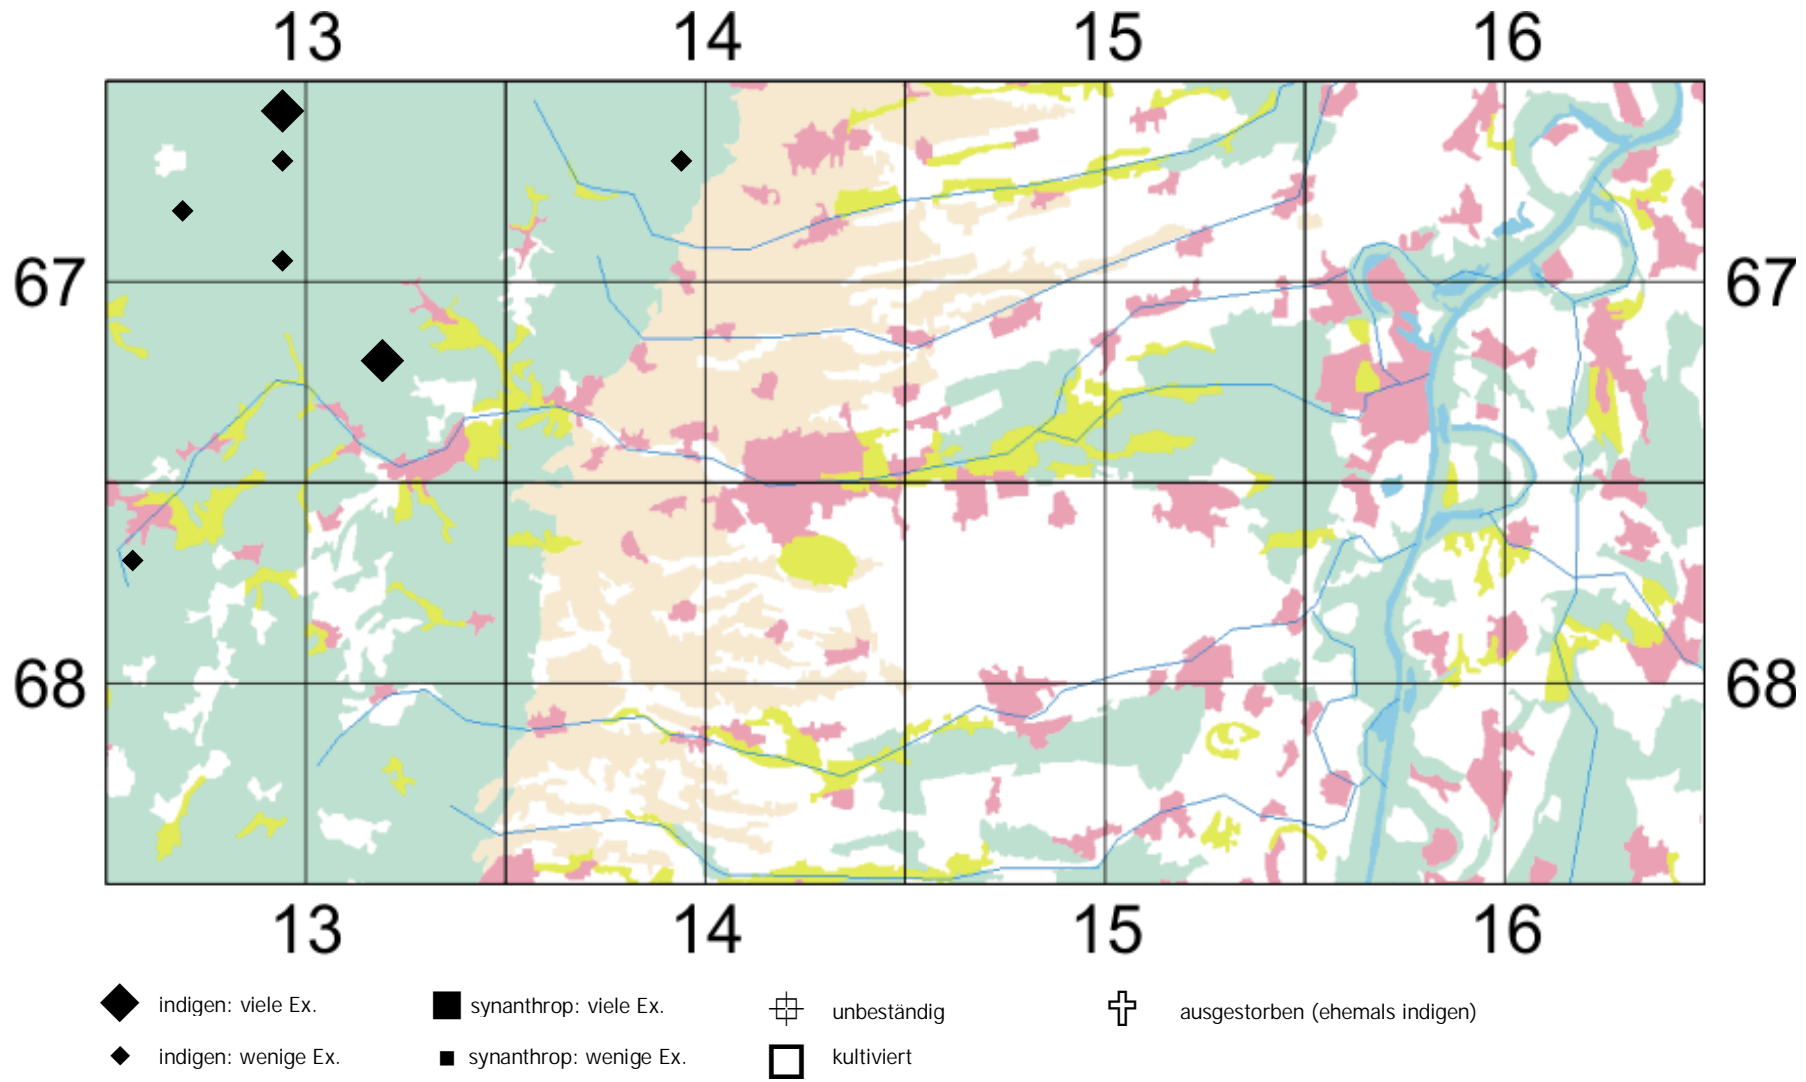 13 14 15 16
67 67
68 68
13 14 15 16
indigen: viele Ex. synanthrop: viele Ex. unbeständig ausgestorben (ehemals indigen)
indigen: wenige Ex. synanthrop: wenige Ex. kultiviert